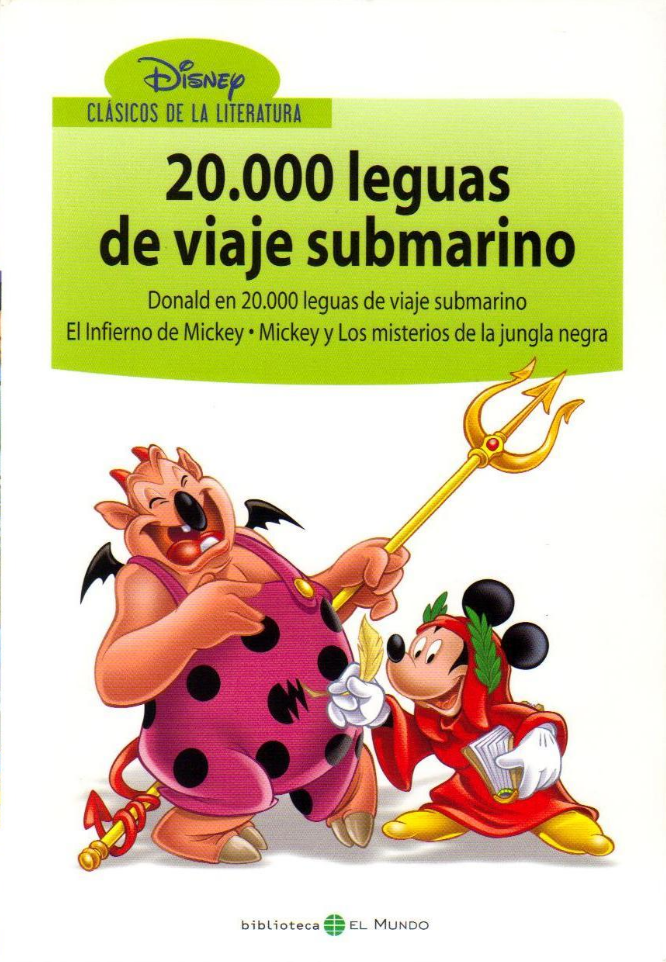 Disney
CLÁSICOS DE LA LITERATURA
20.000 leguas
de viaje submarino
Donald en 20.000 leguas de viaje submarino
El Infierno de Mickey • Mickey y Los misterios de la jungla negra
biblioteca EL MUNDO